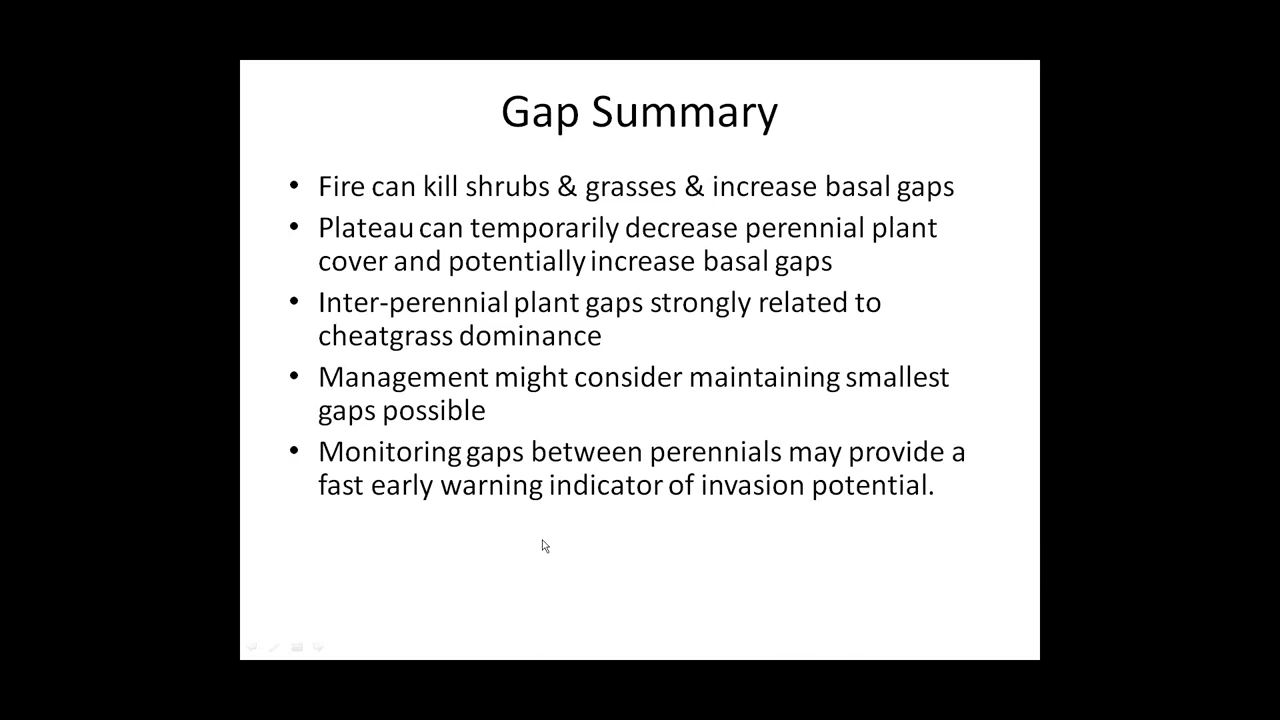 Gap Summary
• Fire can kill shrubs & grasses & increase basal gaps
• Plateau can temporarily decrease perennial plant
cover and potentially increase basal gaps
• Inter-perennial plant gaps strongly related to
cheatgrass dominance
• Management might consider maintaining smallest
gaps possible
• Monitoring gaps between perennials may provide a
fast early warning indicator of invasion potential.